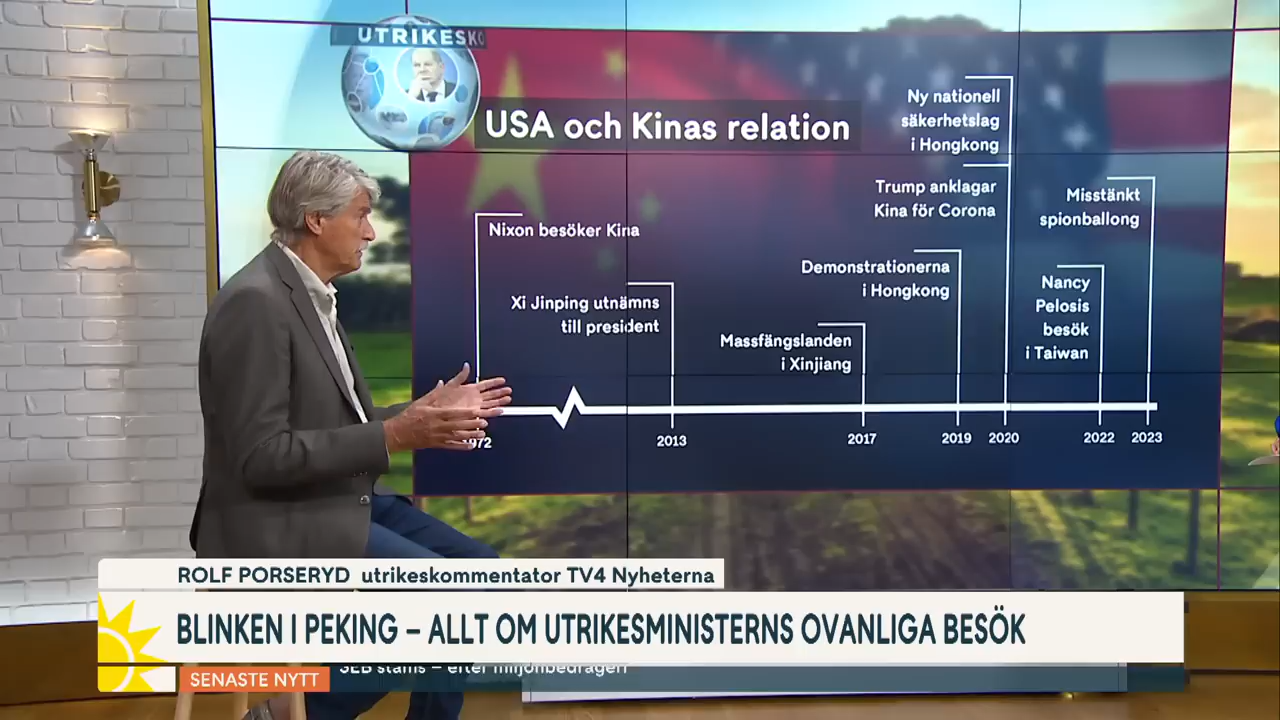 UTRIKESKO
USA och Kinas relation
Nixon besöker Kina
Xi Jinping utnämns
till president
Massfängslanden
i Xinjiang
Demonstrationerna
i Hongkong
Ny nationell
säkerhetslag
i Hongkong
Trump anklagar
Kina för Corona
Nancy
Pelosis
besök
i Taiwan
Misstänkt
spionballong
1972
2013
2017
2019
2020
2022
2023
ROLF PORSERYD utrikeskommentator TV4 Nyheterna
BLINKEN I PEKING – ALLT OM UTRIKESMINISTERNS OVANLIGA BESÖK
SENASTE NYTT
SEB stäms – efter miljonbedrägeri